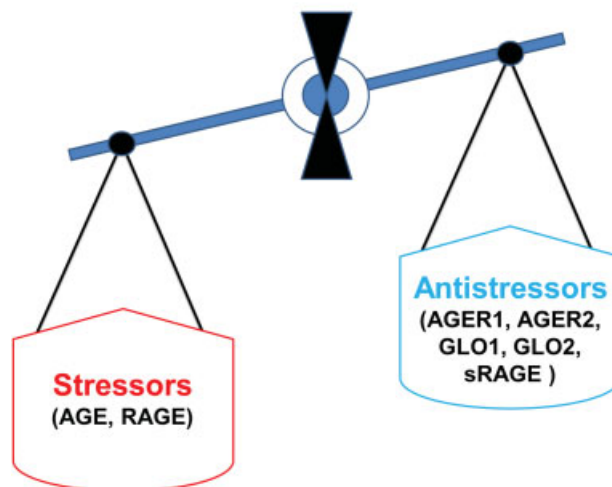 Stressors
(AGE, RAGE)
Antistressors
(AGER1, AGER2,
GLO1, GLO2,
sRAGE )